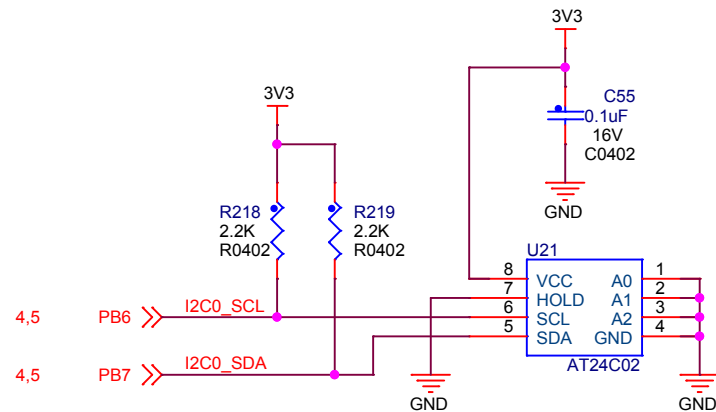 3V3
3V3
C55
0.1uF
16V
C0402
GND
R218
2.2K
R0402
R219
2.2K
R0402
U21
8 VCC A0 1
7 HOLD A1 2
6 SCL A2 3
5 SDA GND 4
AT24C02
4,5 PB6 I2C0_SCL
4,5 PB7 I2C0_SDA
GND
GND